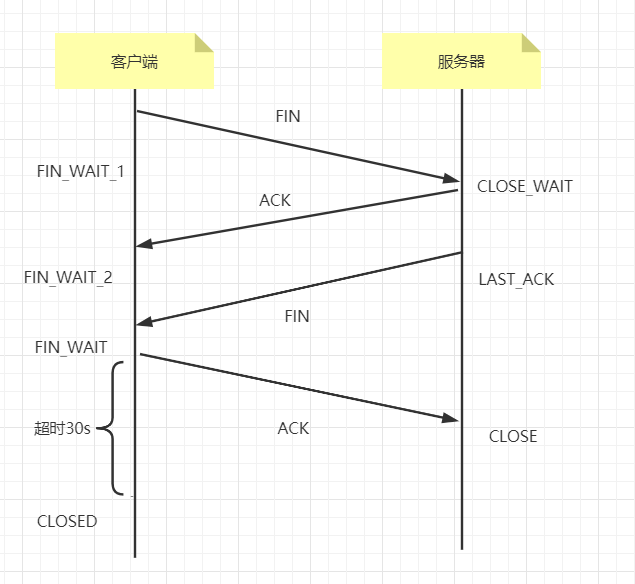 客户端
服务器
FIN
FIN_WAIT_1
CLOSE_WAIT
ACK
FIN_WAIT_2
LAST_ACK
FIN
FIN_WAIT
超时30s
ACK
CLOSE
CLOSED